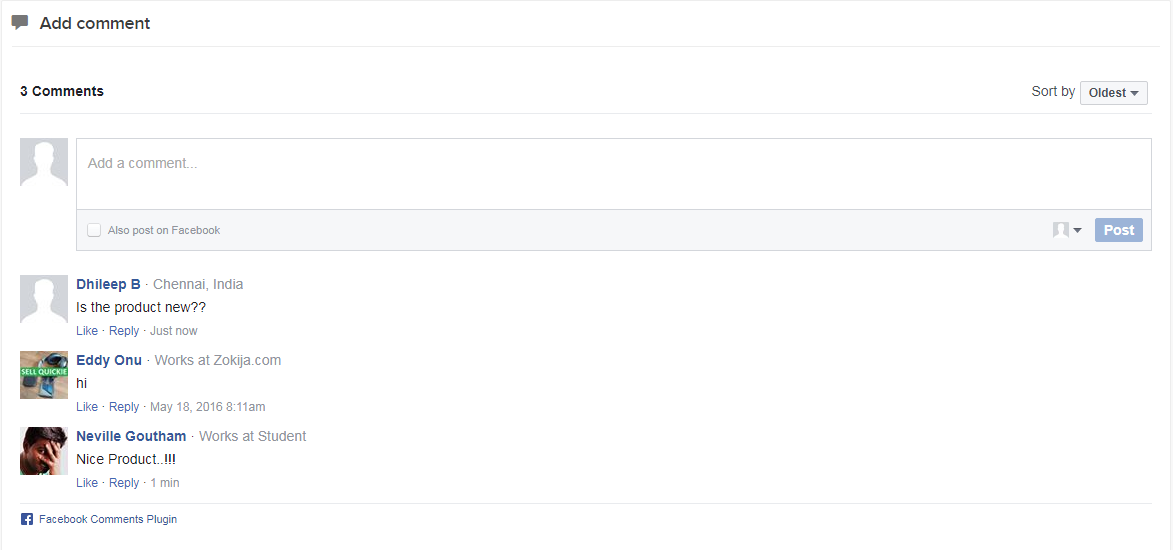 Add comment
3 Comments
Sort by Oldest
Add a comment...
Also post on Facebook
Post
Dhileep B · Chennai, India
Is the product new??
Like · Reply · Just now
SELL QUICKIE
Eddy Onu · Works at Zokija.com
hi
Like · Reply · May 18, 2016 8:11am
Neville Goutham · Works at Student
Nice Product..!!!
Like · Reply · 1 min
Facebook Comments Plugin